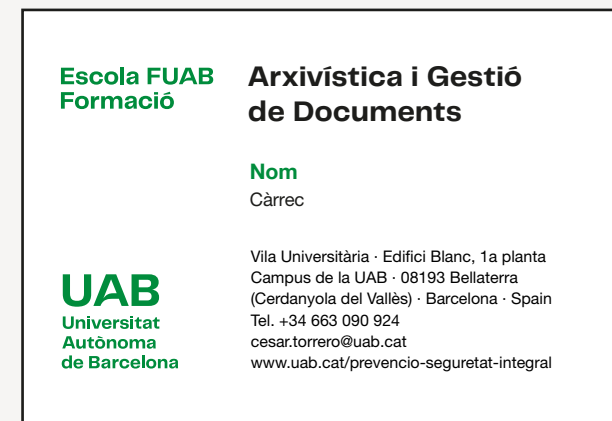 Escola FUAB
Formació
Arxivística i Gestió
de Documents
Nom
Càrrec
UAB
Universitat
Autònoma
de Barcelona
Vila Universitària · Edifici Blanc, 1a planta
Campus de la UAB · 08193 Bellaterra
(Cerdanyola del Vallès) · Barcelona · Spain
Tel. +34 663 090 924
cesar.torrero@uab.cat
www.uab.cat/prevencio-seguretat-integral